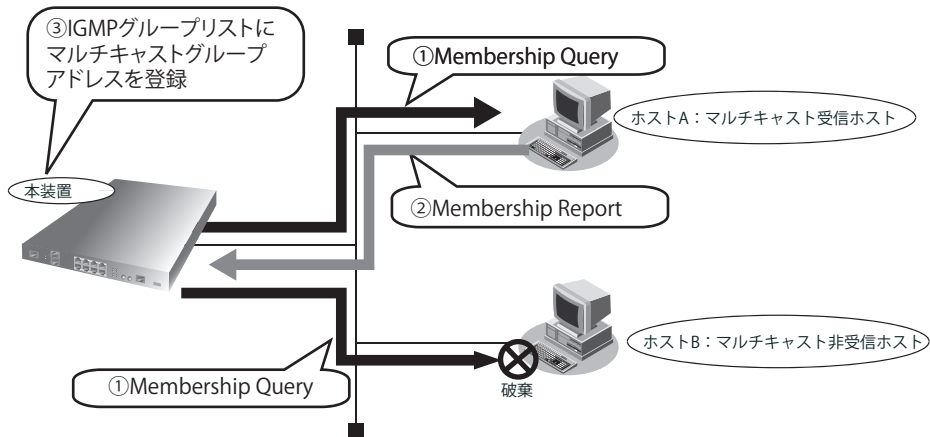 ③IGMPグループリストに
マルチキャストグループ
アドレスを登録
①Membership Query
ホストA：マルチキャスト受信ホスト
本装置
②Membership Report
ホストB：マルチキャスト非受信ホスト
①Membership Query
破棄